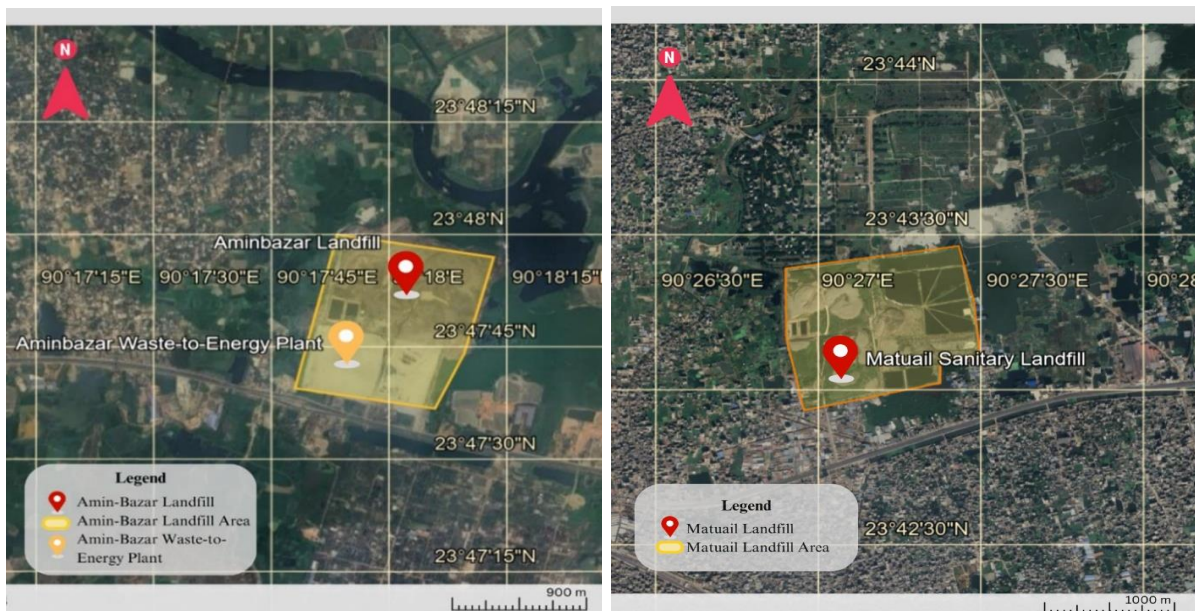 N
23°48'15"N
23°48'N
Aminbazar Landfill
90°17'15"E 90°17'30"E 90°17'45"E 18'E 90°18'15"
23°47'45"N
Aminbazar Waste-to-Energy Plant
23°47'30"N
Legend
Amin-Bazar Landfill
Amin-Bazar Landfill Area
Amin-Bazar Waste-to-
Energy Plant
23°47'15"N
900 m
N
23°44'N
23°43'30"N
90°26'30"E 90°27'E 90°27'30"E 90°28
Matuail Sanitary Landfill
Legend
Matuail Landfill
Matuail Landfill Area
23°42'30"N
1000 m